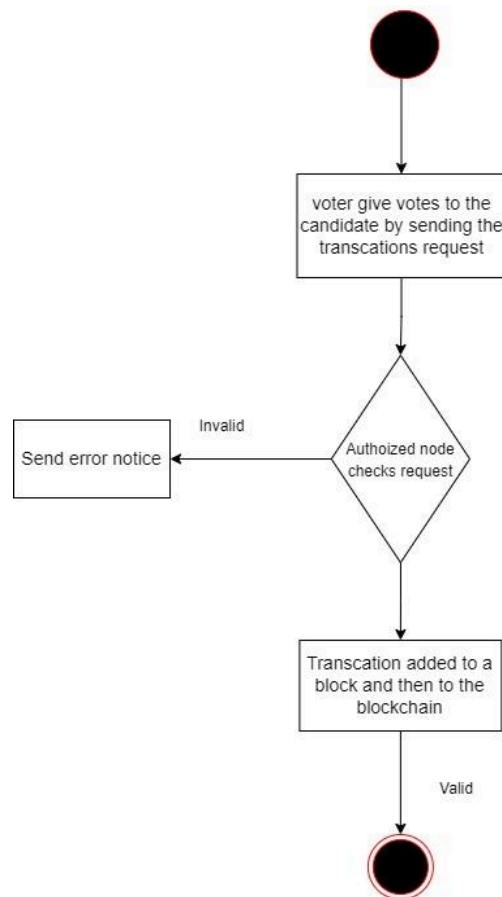 voter give votes to the
candidate by sending the
transcations request
Invalid
Send error notice
Authoized node
checks request
Transcation added to a
block and then to the
blockchain
Valid